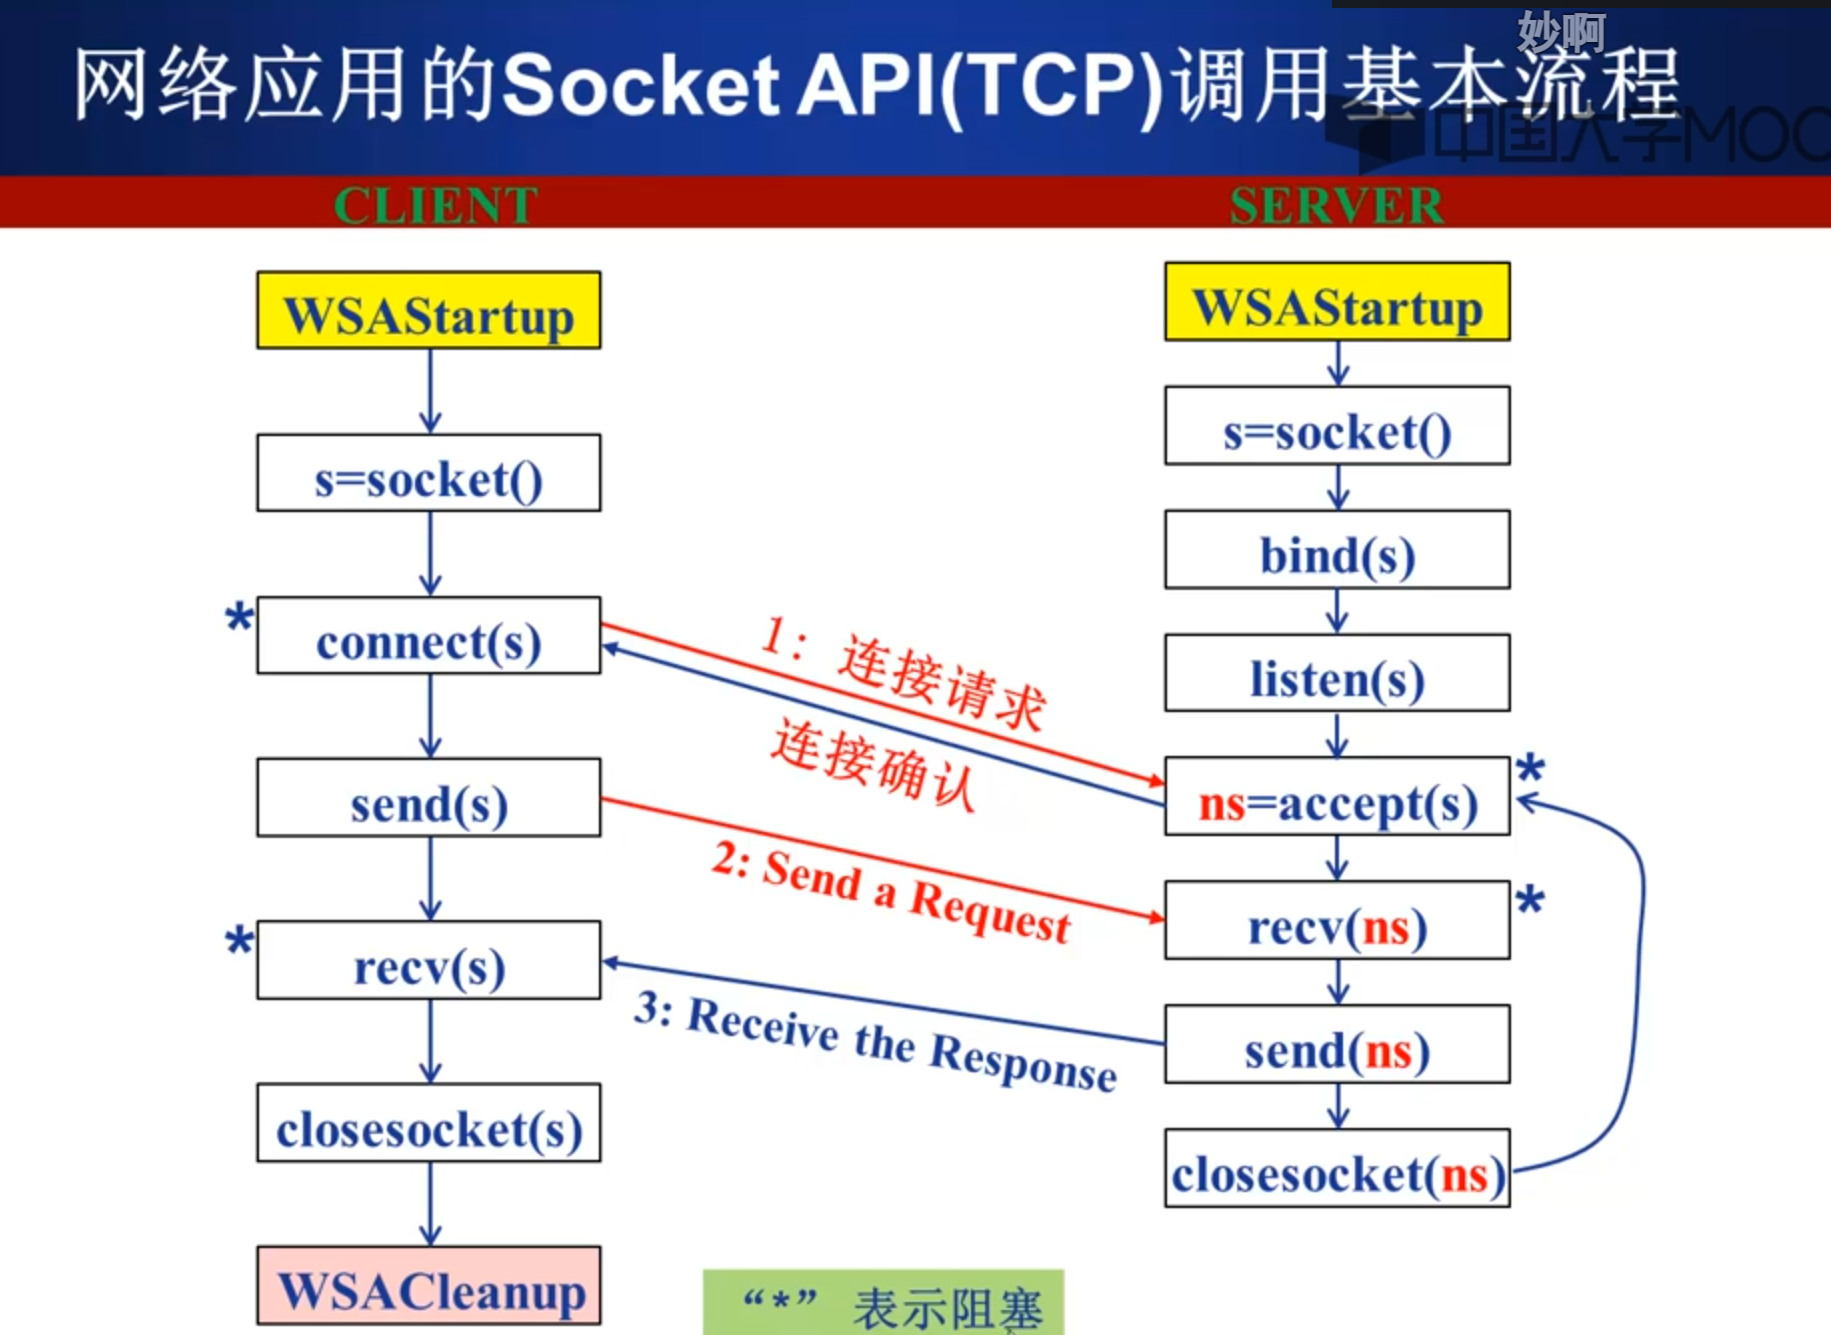 妙啊
网络应用的Socket API(TCP)调用基本流程
中国大学MOO
CLIENT
SERVER
WSAStartup
s=socket()
* connect(s)
send(s)
* recv(s)
closesocket(s)
WSACleanup
1：连接请求
连接确认
2: Send a Request
3: Receive the Response
WSAStartup
s=socket()
bind(s)
listen(s)
ns=accept(s) *
recv(ns) *
send(ns)
closesocket(ns)
“*” 表示阻塞